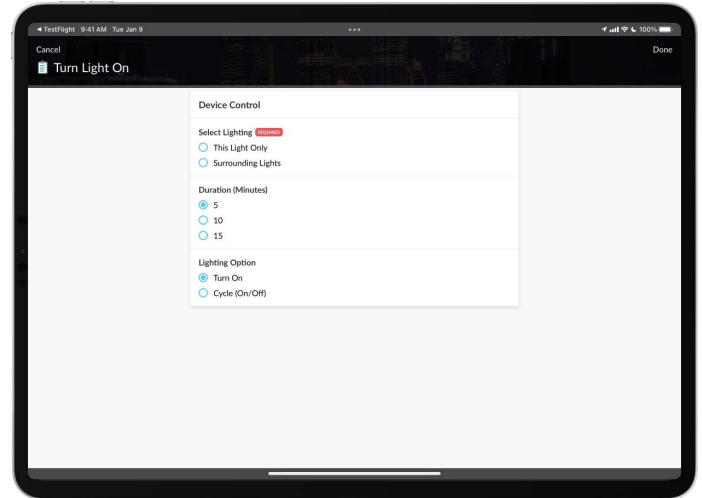 ◄ TestFlight 9:41 AM Tue Jan 9 100%
Cancel Done
Turn Light On
Device Control
Select Lighting REQUIRED
This Light Only
Surrounding Lights
Duration (Minutes)
5
10
15
Lighting Option
Turn On
Cycle (On/Off)